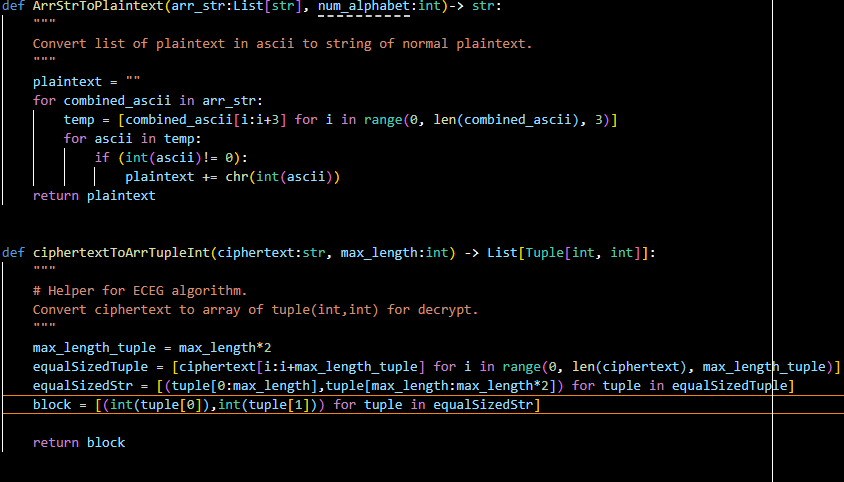 def ArrStrToPlaintext(arr_str:List[str], num_alphabet:int)-> str:
    """
    Convert list of plaintext in ascii to string of normal plaintext.
    """
    plaintext = ""
    for combined_ascii in arr_str:
        temp = [combined_ascii[i:i+3] for i in range(0, len(combined_ascii), 3)]
        for ascii in temp:
            if (int(ascii)!= 0):
                plaintext += chr(int(ascii))
    return plaintext
def ciphertextToArrTupleInt(ciphertext:str, max_length:int) -> List[Tuple[int, int]]:
    """
    # Helper for ECEG algorithm.
    Convert ciphertext to array of tuple(int,int) for decrypt.
    """
    max_length_tuple = max_length*2
    equalSizedTuple = [ciphertext[i:i+max_length_tuple] for i in range(0, len(ciphertext), max_length_tuple)]
    equalSizedStr = [(tuple[0:max_length],tuple[max_length:max_length*2]) for tuple in equalSizedTuple]
    block = [(int(tuple[0]),int(tuple[1])) for tuple in equalSizedStr]
    return block